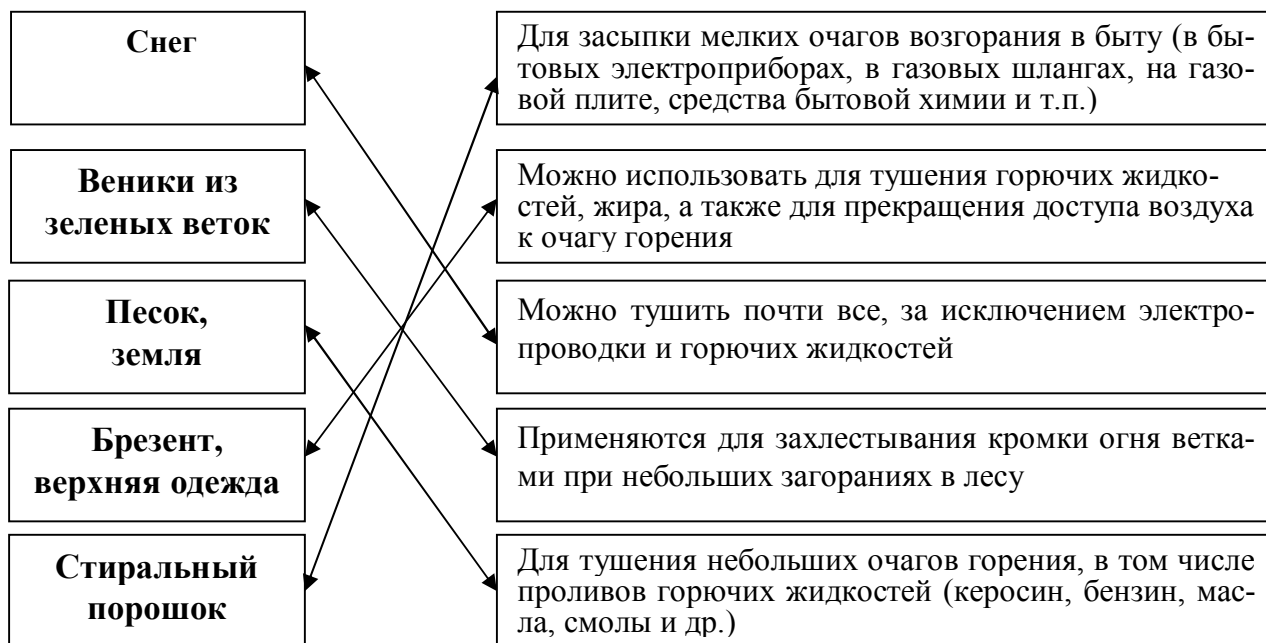 Снег
Для засыпки мелких очагов возгорания в быту (в бы-
товых электроприборах, в газовых шлангах, на газо-
вой плите, средства бытовой химии и т.п.)
Веники из
зеленых веток
Можно использовать для тушения горючих жидко-
стей, жира, а также для прекращения доступа воздуха
к очагу горения
Песок,
земля
Можно тушить почти все, за исключением электро-
проводки и горючих жидкостей
Брезент,
верхняя одежда
Применяются для захлестывания кромки огня ветка-
ми при небольших загораниях в лесу
Стиральный
порошок
Для тушения небольших очагов горения, в том числе
проливов горючих жидкостей (керосин, бензин, мас-
ла, смолы и др.)